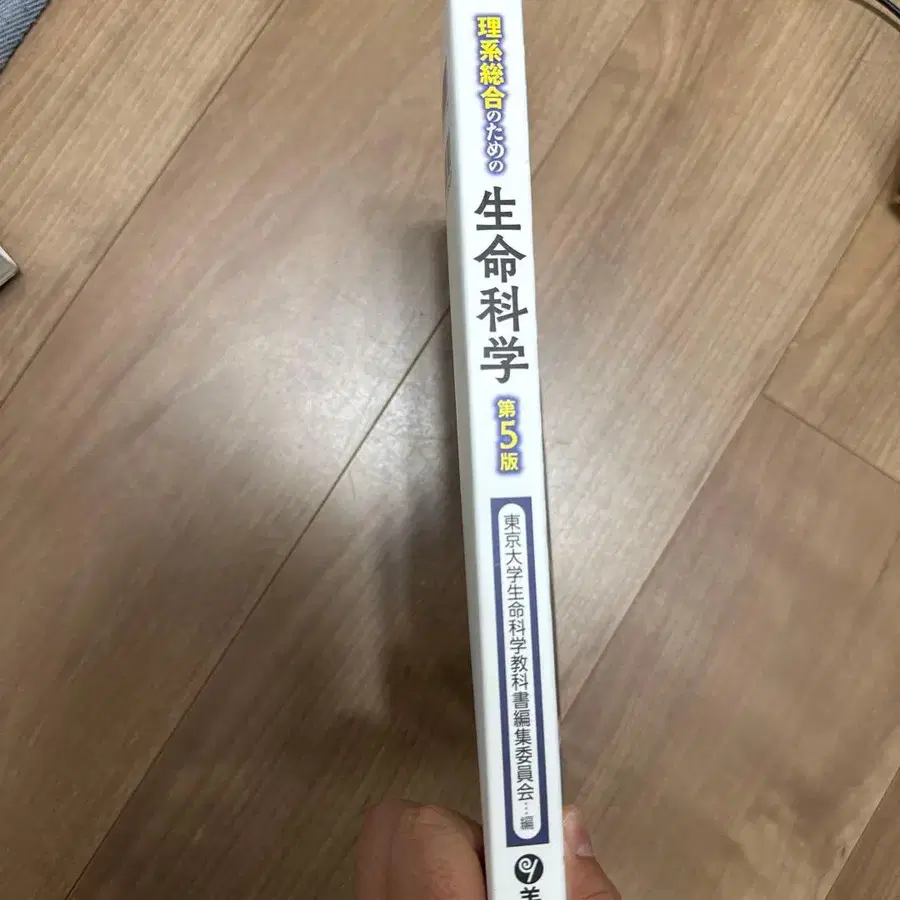 理系総合のための
生命科学
第5版
東京大学生命科学教科書編集委員会…編
羊